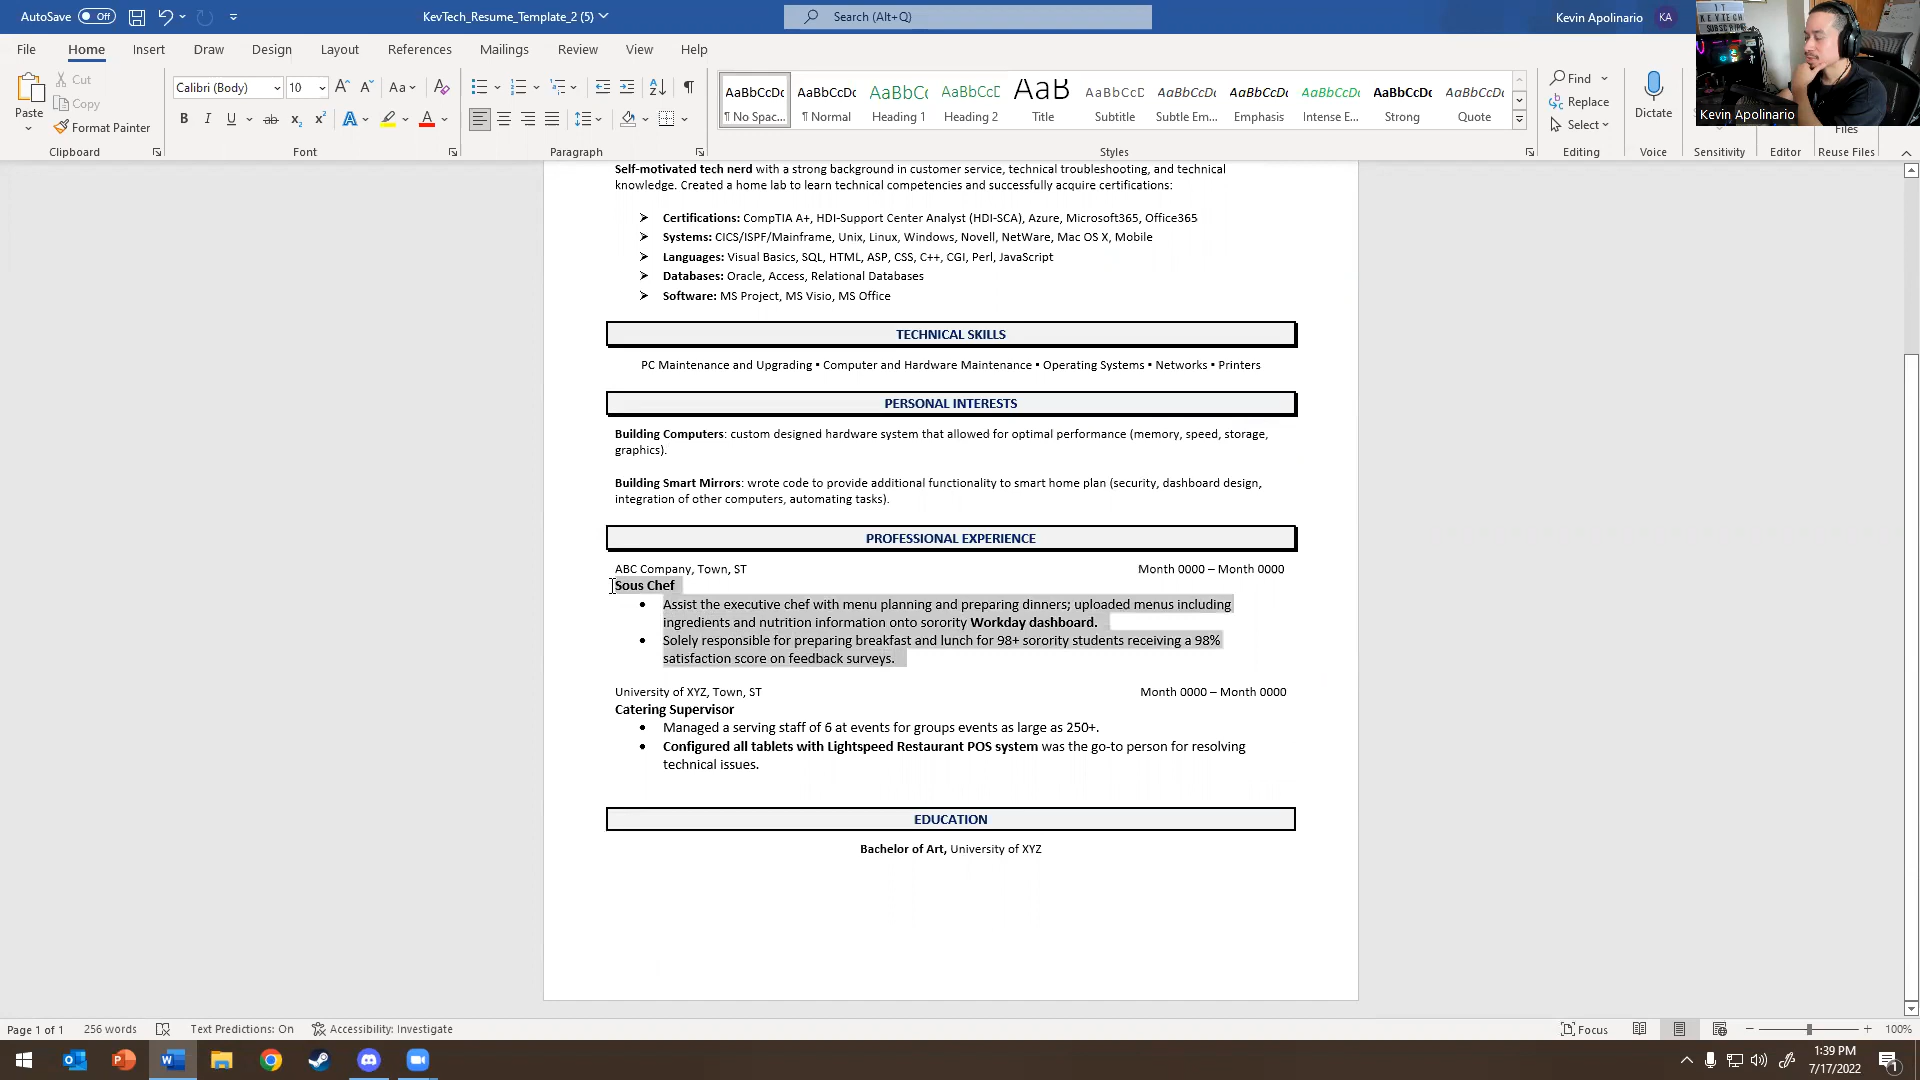 AutoSave Off KevTech_Resume_Template_2 (5) Search (Alt+Q) Kevin Apolinario KA
File Home Insert Draw Design Layout References Mailings Review View Help
Paste Cut Copy Format Painter
Calibri (Body) 10
Clipboard Font Paragraph Styles Editing Voice Sensitivity Editor Reuse Files
AaBbCcDc AaBbCcDc AaBbC AaBbCcD AaB AaBbCcD AaBbCcDc AaBbCcDc AaBbCcDc AaBbCcDc AaBbCcDc
¶ No Spac... ¶ Normal Heading 1 Heading 2 Title Subtitle Subtle Em... Emphasis Intense E... Strong Quote
Find
Replace
Select
Dictate
Files
IT
KEVTECH
SUBSCRIBE
Kevin Apolinario
Self-motivated tech nerd with a strong background in customer service, technical troubleshooting, and technical
knowledge. Created a home lab to learn technical competencies and successfully acquire certifications:
➢ Certifications: CompTIA A+, HDI-Support Center Analyst (HDI-SCA), Azure, Microsoft365, Office365
➢ Systems: CICS/ISPF/Mainframe, Unix, Linux, Windows, Novell, NetWare, Mac OS X, Mobile
➢ Languages: Visual Basics, SQL, HTML, ASP, CSS, C++, CGI, Perl, JavaScript
➢ Databases: Oracle, Access, Relational Databases
➢ Software: MS Project, MS Visio, MS Office
TECHNICAL SKILLS
PC Maintenance and Upgrading ▪ Computer and Hardware Maintenance ▪ Operating Systems ▪ Networks ▪ Printers
PERSONAL INTERESTS
Building Computers: custom designed hardware system that allowed for optimal performance (memory, speed, storage,
graphics).
Building Smart Mirrors: wrote code to provide additional functionality to smart home plan (security, dashboard design,
integration of other computers, automating tasks).
PROFESSIONAL EXPERIENCE
ABC Company, Town, ST Month 0000 – Month 0000
Sous Chef
• Assist the executive chef with menu planning and preparing dinners; uploaded menus including
ingredients and nutrition information onto sorority Workday dashboard.
• Solely responsible for preparing breakfast and lunch for 98+ sorority students receiving a 98%
satisfaction score on feedback surveys.
University of XYZ, Town, ST Month 0000 – Month 0000
Catering Supervisor
• Managed a serving staff of 6 at events for groups events as large as 250+.
• Configured all tablets with Lightspeed Restaurant POS system was the go-to person for resolving
technical issues.
EDUCATION
Bachelor of Art, University of XYZ
Page 1 of 1 256 words Text Predictions: On Accessibility: Investigate Focus 100%
1:39 PM
7/17/2022